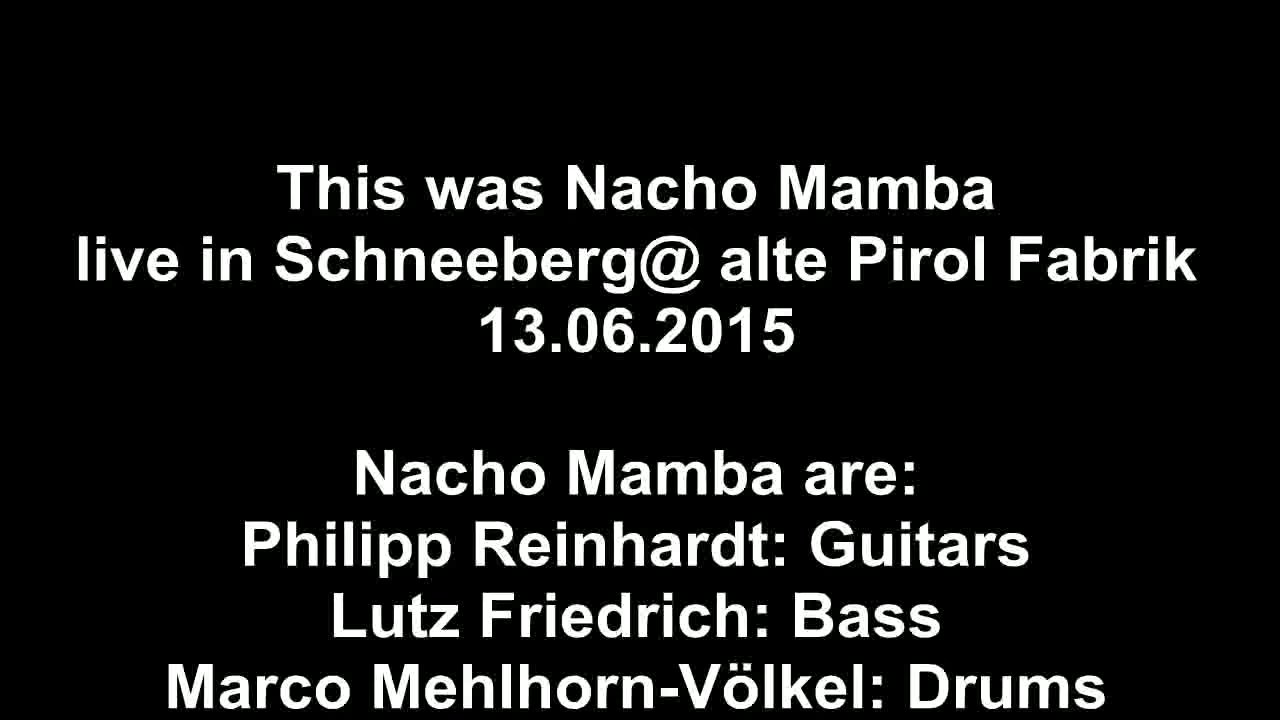 This was Nacho Mamba
live in Schneeberg@ alte Pirol Fabrik
13.06.2015
Nacho Mamba are:
Philipp Reinhardt: Guitars
Lutz Friedrich: Bass
Marco Mehlhorn-Völkel: Drums